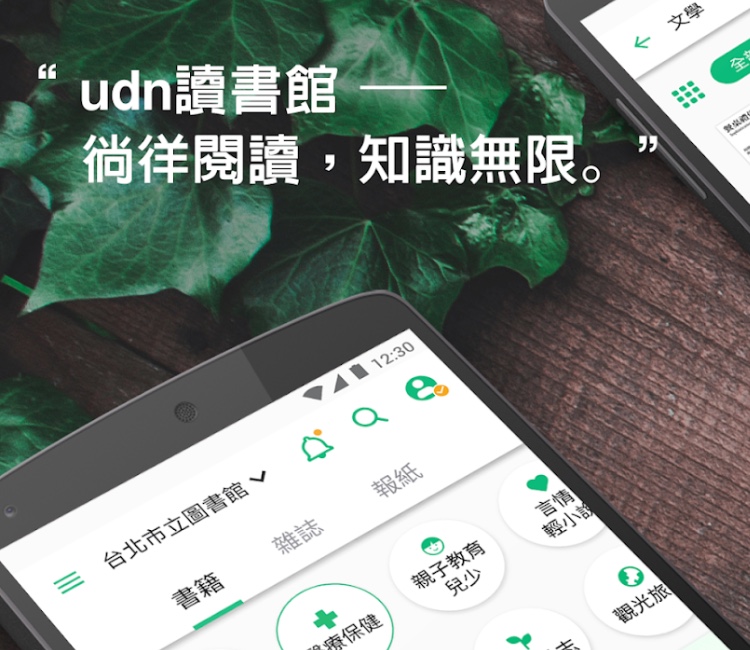 “ udn讀書館 ——
徜徉閱讀,知識無限。”
文學
12:30
台北市立圖書館
書籍
雜誌
報紙
醫療保健
親子教育
兒少
言情
輕小說
觀光旅